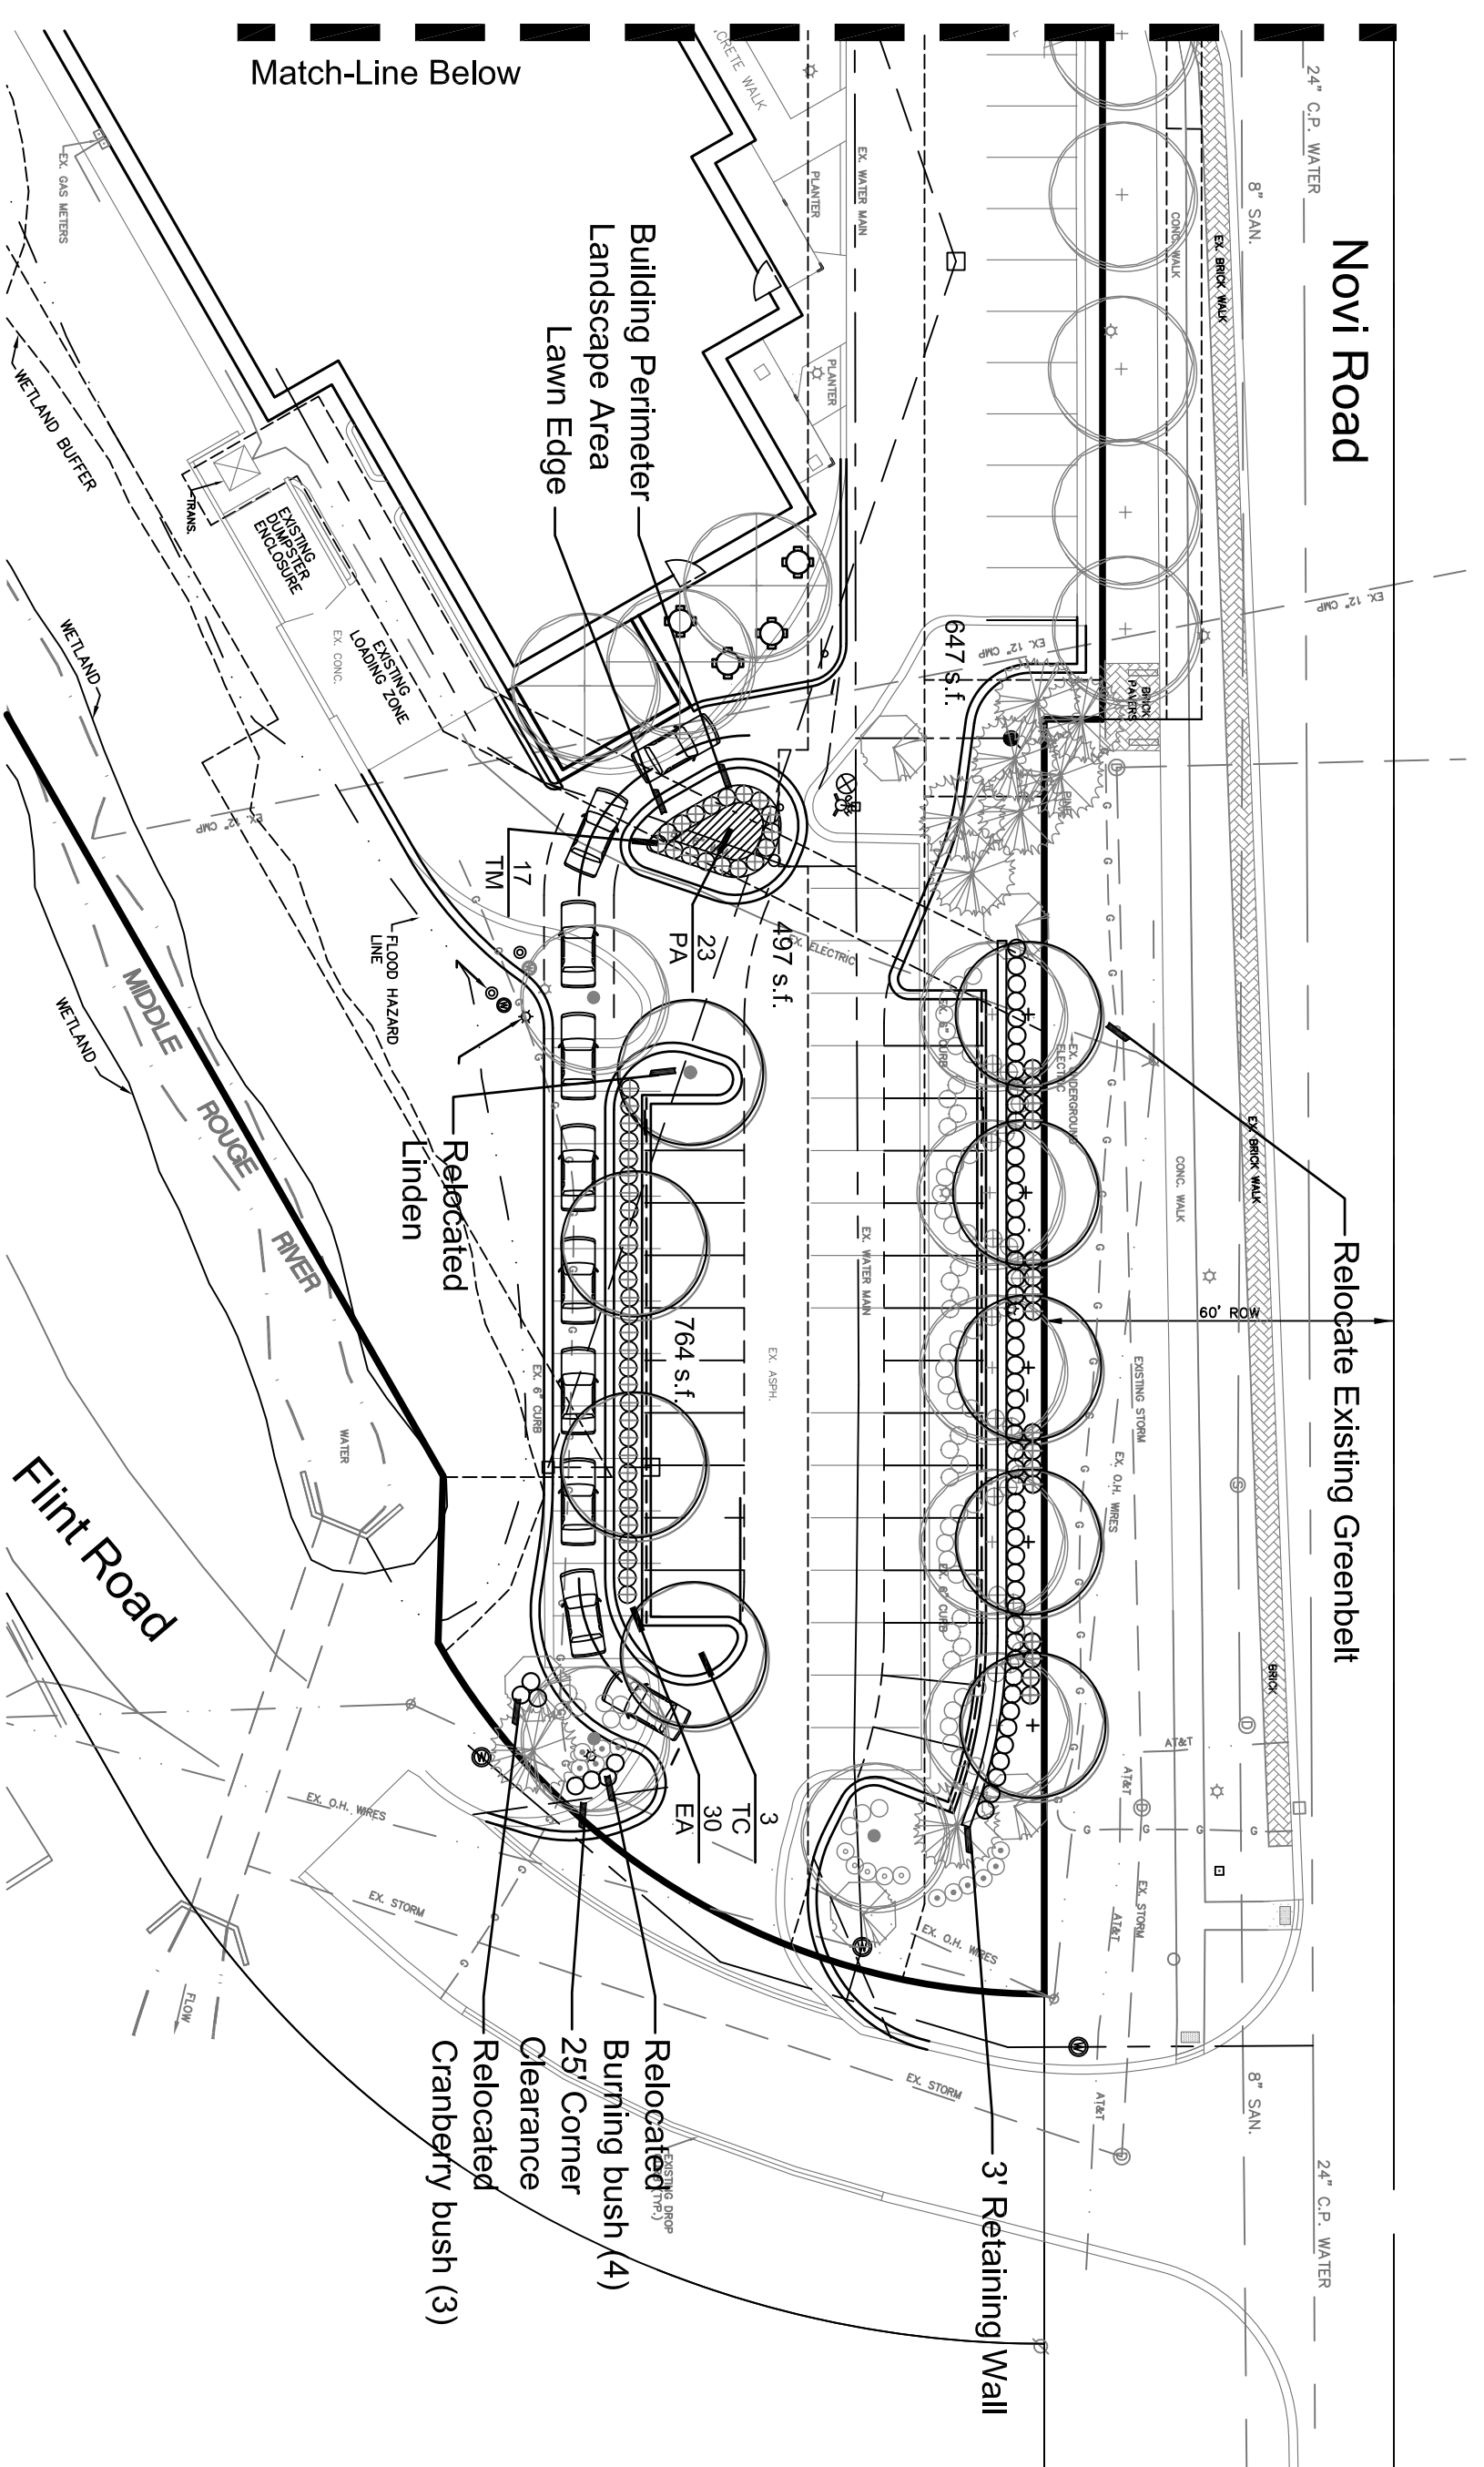 Match-Line Below
Novi Road
24" C.P. WATER
8" SAN.
EX. BRICK WALK
CONC. WALK
EX. WATER MAIN
CRETE WALK
PLANTER
PLANTER
EX. GAS METERS
WETLAND BUFFER
Building Perimeter
Landscape Area
Lawn Edge
TRANS.
EXISTING
DUMPSTER
ENCLOSURE
EXISTING
LOADING ZONE
EX. CONC.
WETLAND
WETLAND
EX. 12" CMP
EX. 12" CMP
EX. 12" CMP
647 s.f.
BRICK
PAVERS
PINE
17
TM
23
PA
497 s.f.
EX. ELECTRIC
FLOOD HAZARD
LINE
MIDDLE
ROUGE
RIVER
Relocated
Linden
EX. 6" CURB
EX. UNDERGROUND
ELECTRIC
CONC. WALK
EX. BRICK WALK
Relocate Existing Greenbelt
60' ROW
EX. WATER MAIN
EX. ASPH.
764 s.f.
EX. 6" CURB
EXISTING STORM
EX. O.H. WIRES
EX. 6" CURB
WATER
Flint Road
BRICK
3
TC
30
EA
AT&T
AT&T
EX. STORM
AT&T
AT&T
EX. O.H. WIRES
EX. O.H. WIRES
EX. STORM
EX. STORM
FLOW
Relocated
Burning bush (4)
25' Corner
Clearance
Relocated
Cranberry bush (3)
EXISTING DROP
(TYP.)
3' Retaining Wall
8" SAN.
24" C.P. WATER